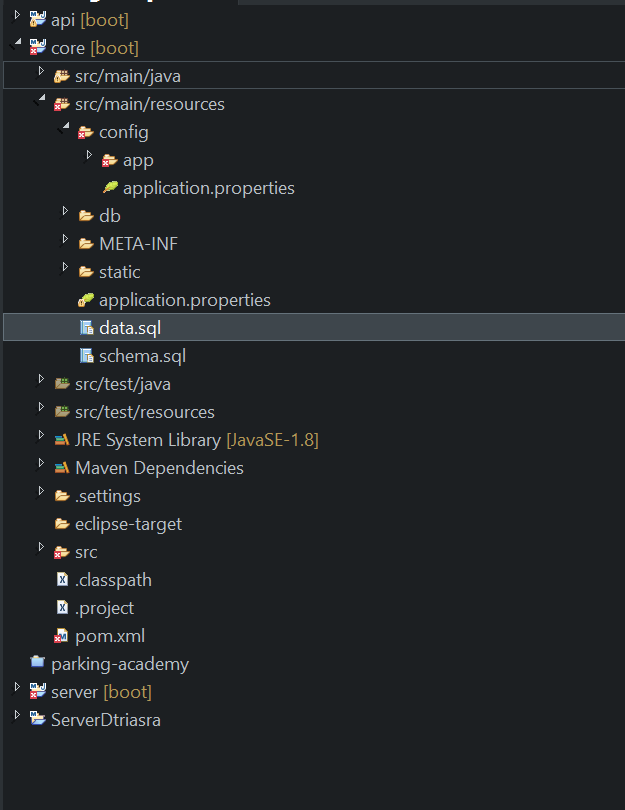 api [boot]
core [boot]
src/main/java
src/main/resources
config
app
application.properties
db
META-INF
static
application.properties
data.sql
schema.sql
src/test/java
src/test/resources
JRE System Library [JavaSE-1.8]
Maven Dependencies
.settings
eclipse-target
src
.classpath
.project
pom.xml
parking-academy
server [boot]
ServerDtriasra